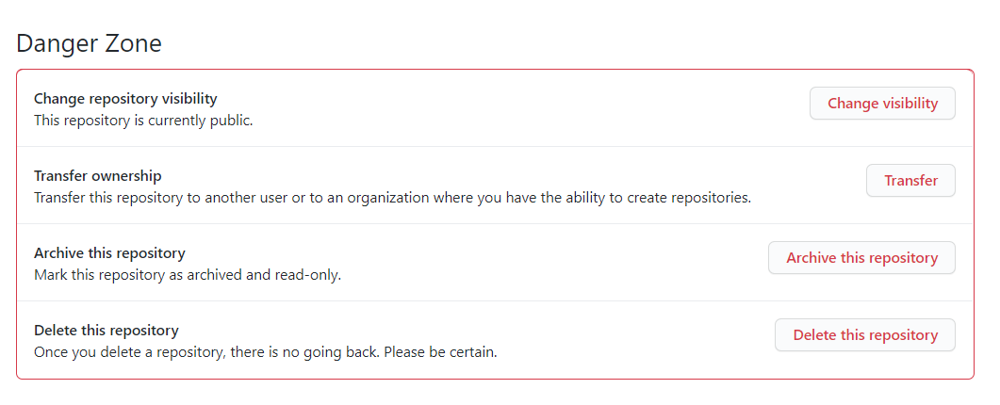 Danger Zone
Change repository visibility
This repository is currently public.
Change visibility
Transfer ownership
Transfer this repository to another user or to an organization where you have the ability to create repositories.
Transfer
Archive this repository
Mark this repository as archived and read-only.
Archive this repository
Delete this repository
Once you delete a repository, there is no going back. Please be certain.
Delete this repository